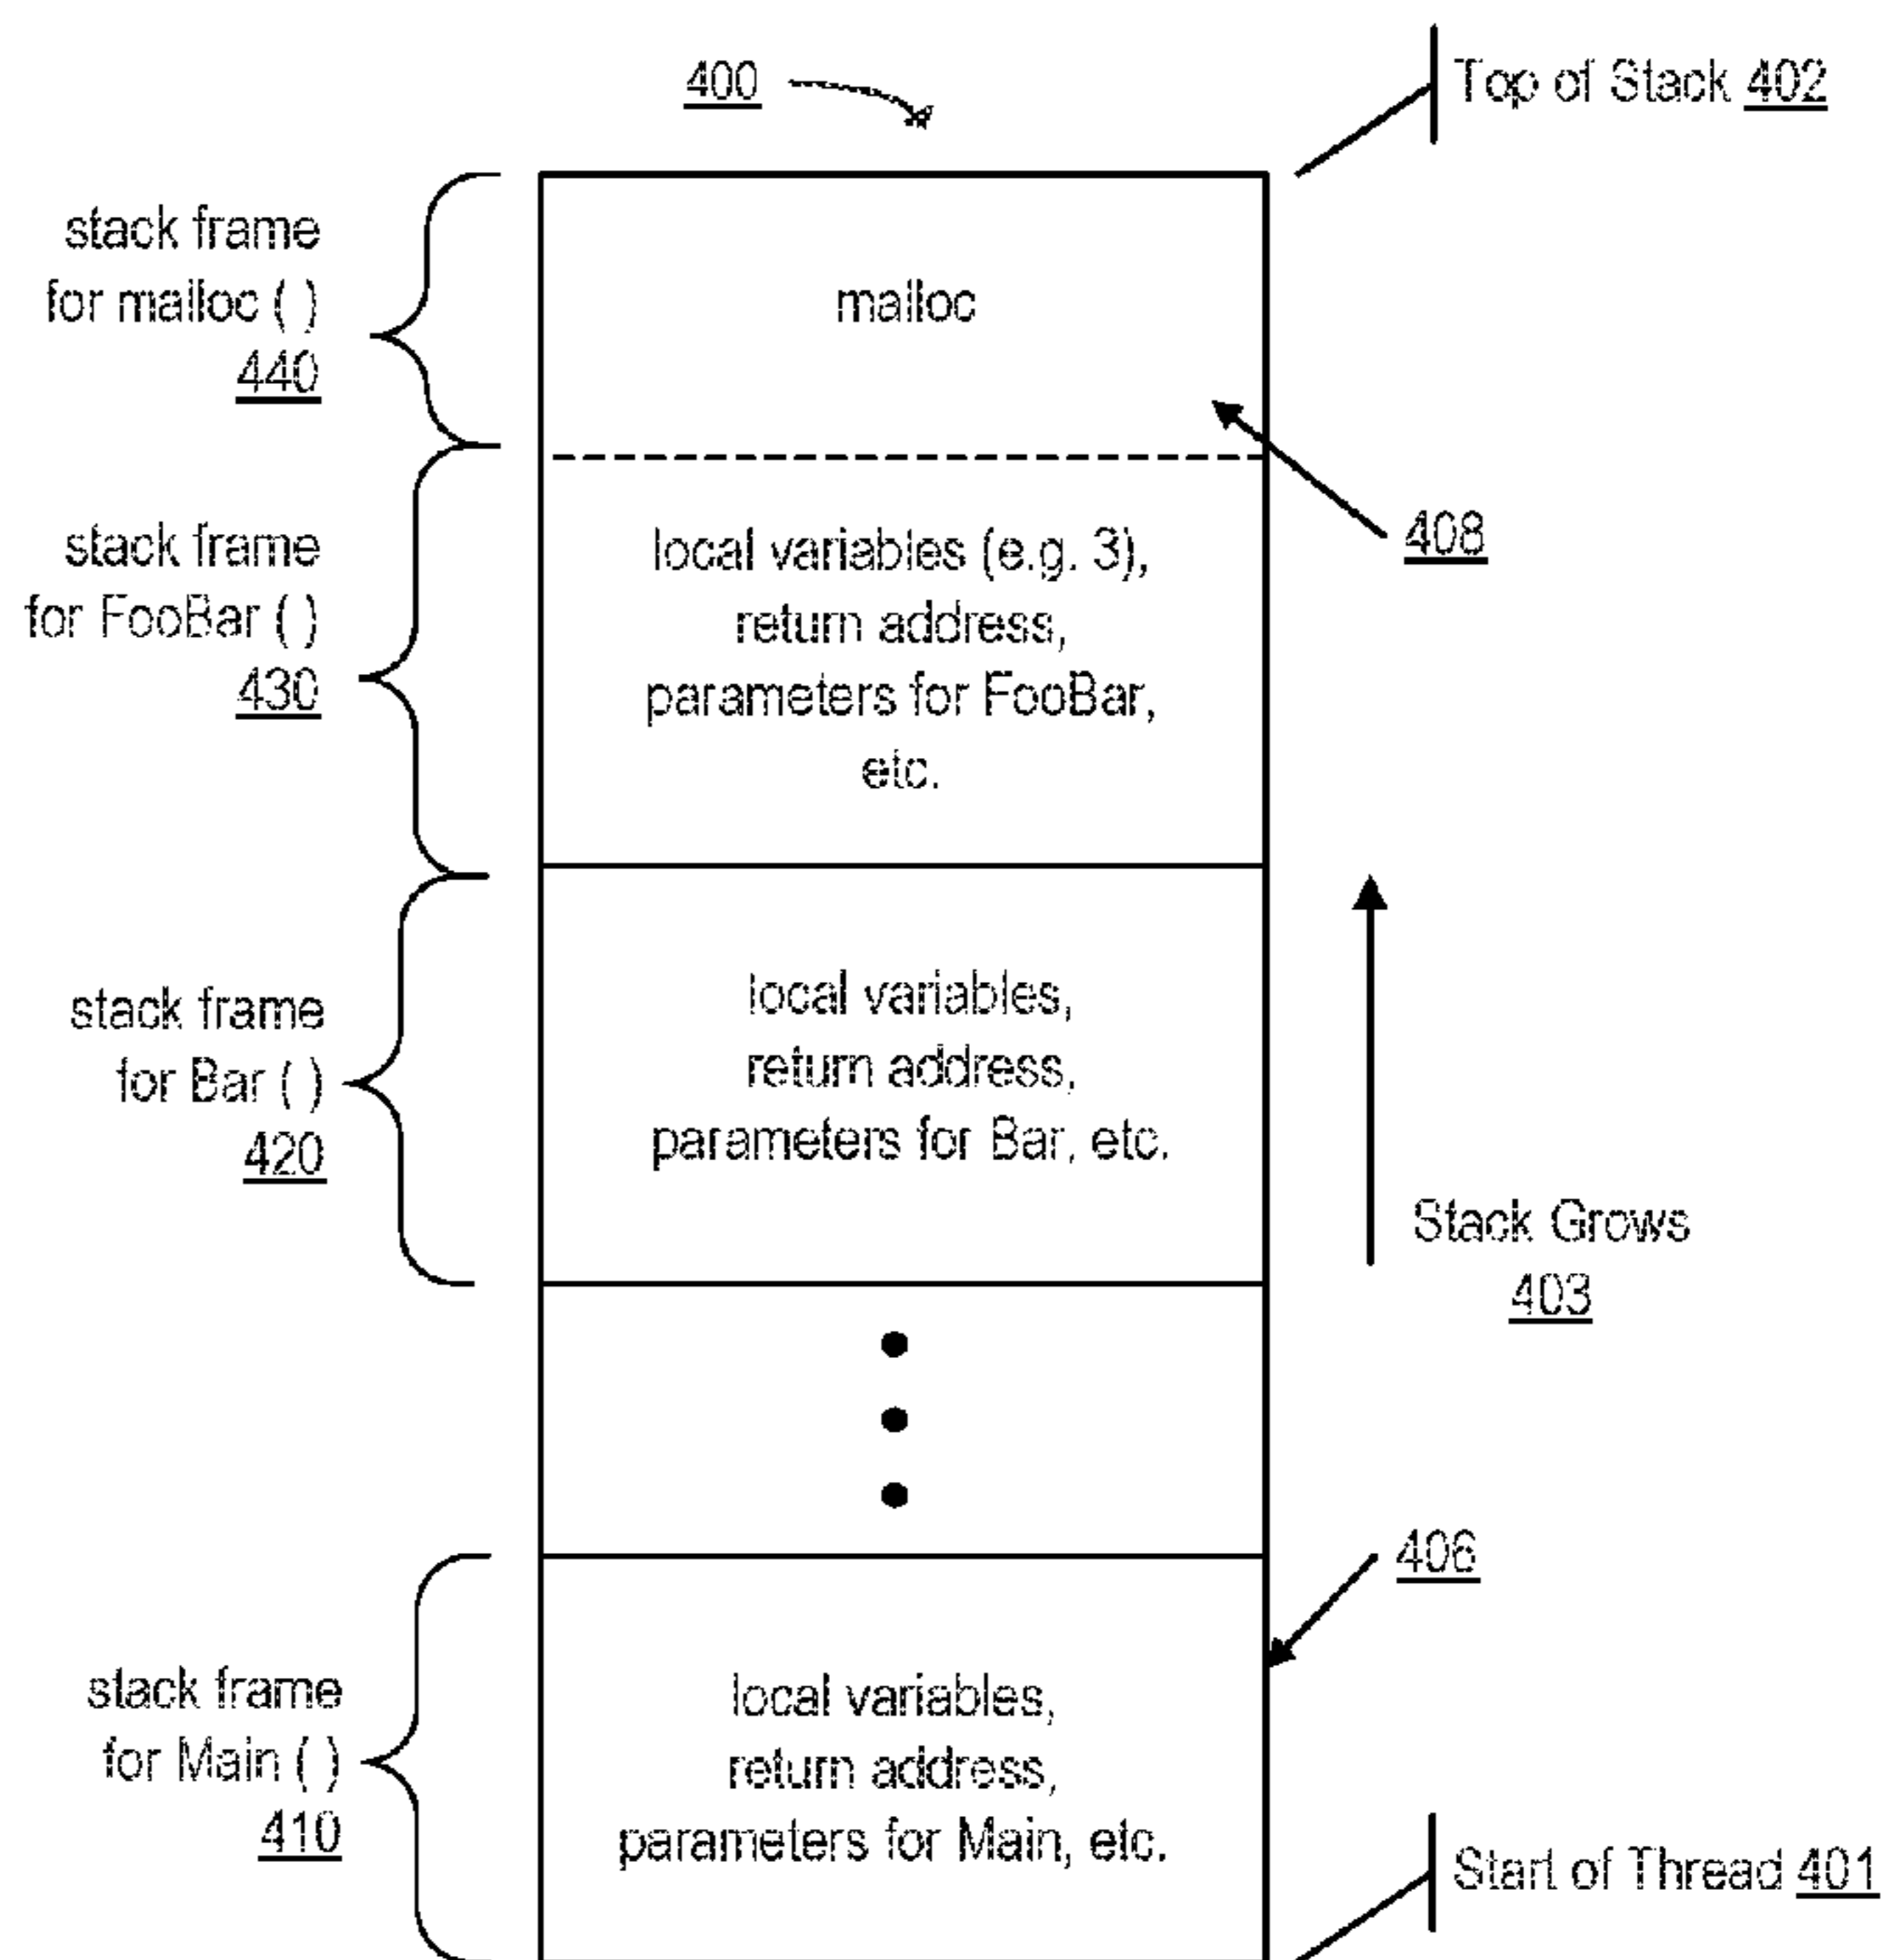 400
Top of Stack 402
stack frame
for malloc ( )
440
malloc
408
stack frame
for FooBar ( )
430
local variables (e.g. 3),
return address,
parameters for FooBar,
etc.
stack frame
for Bar ( )
420
local variables,
return address,
parameters for Bar, etc.
Stack Grows
403
406
stack frame
for Main ( )
410
local variables,
return address,
parameters for Main, etc.
Start of Thread 401